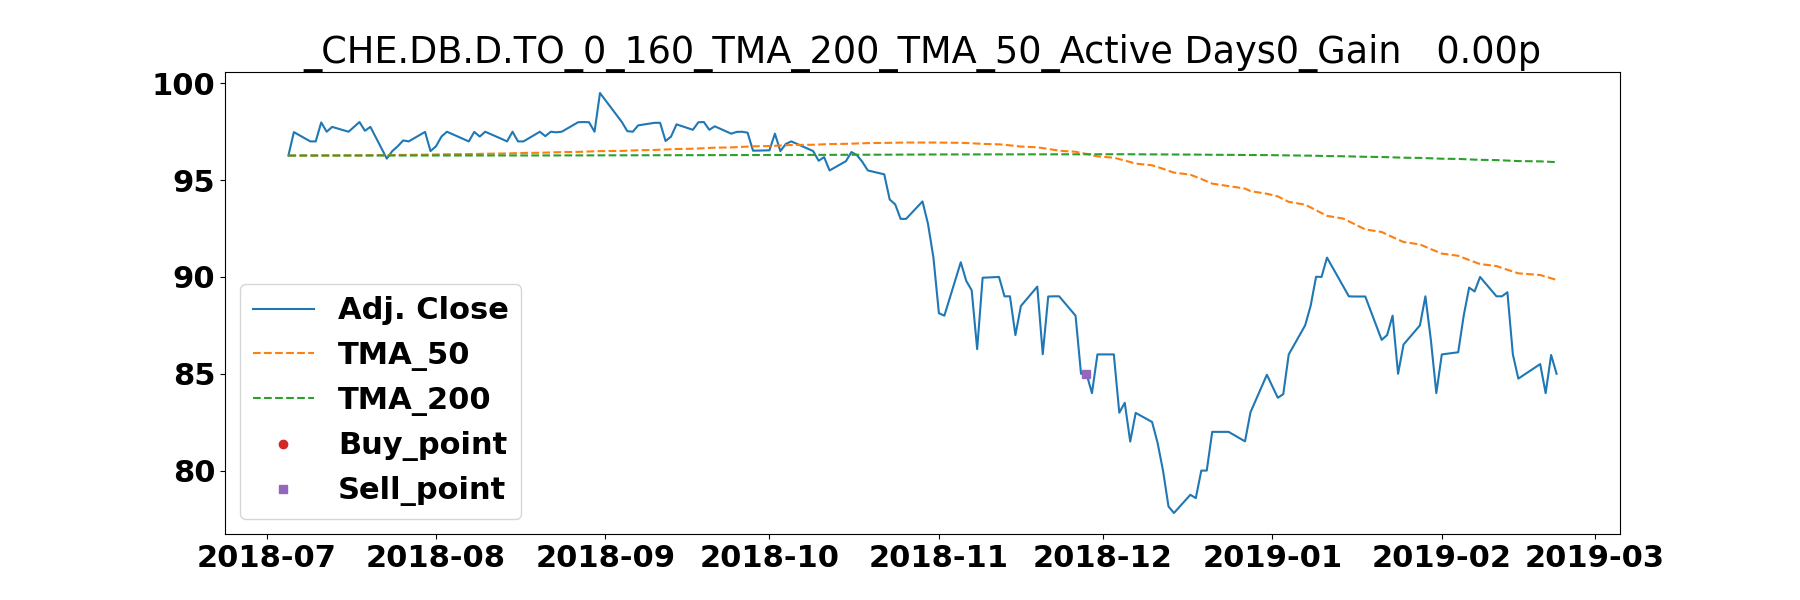 _CHE.DB.D.TO_0_160_TMA_200_TMA_50_Active Days0_Gain   0.00p
100
95
90
85
80
Adj. Close
TMA_50
TMA_200
Buy_point
Sell_point
2018-07 2018-08 2018-09 2018-10 2018-11 2018-12 2019-01 2019-02 2019-03